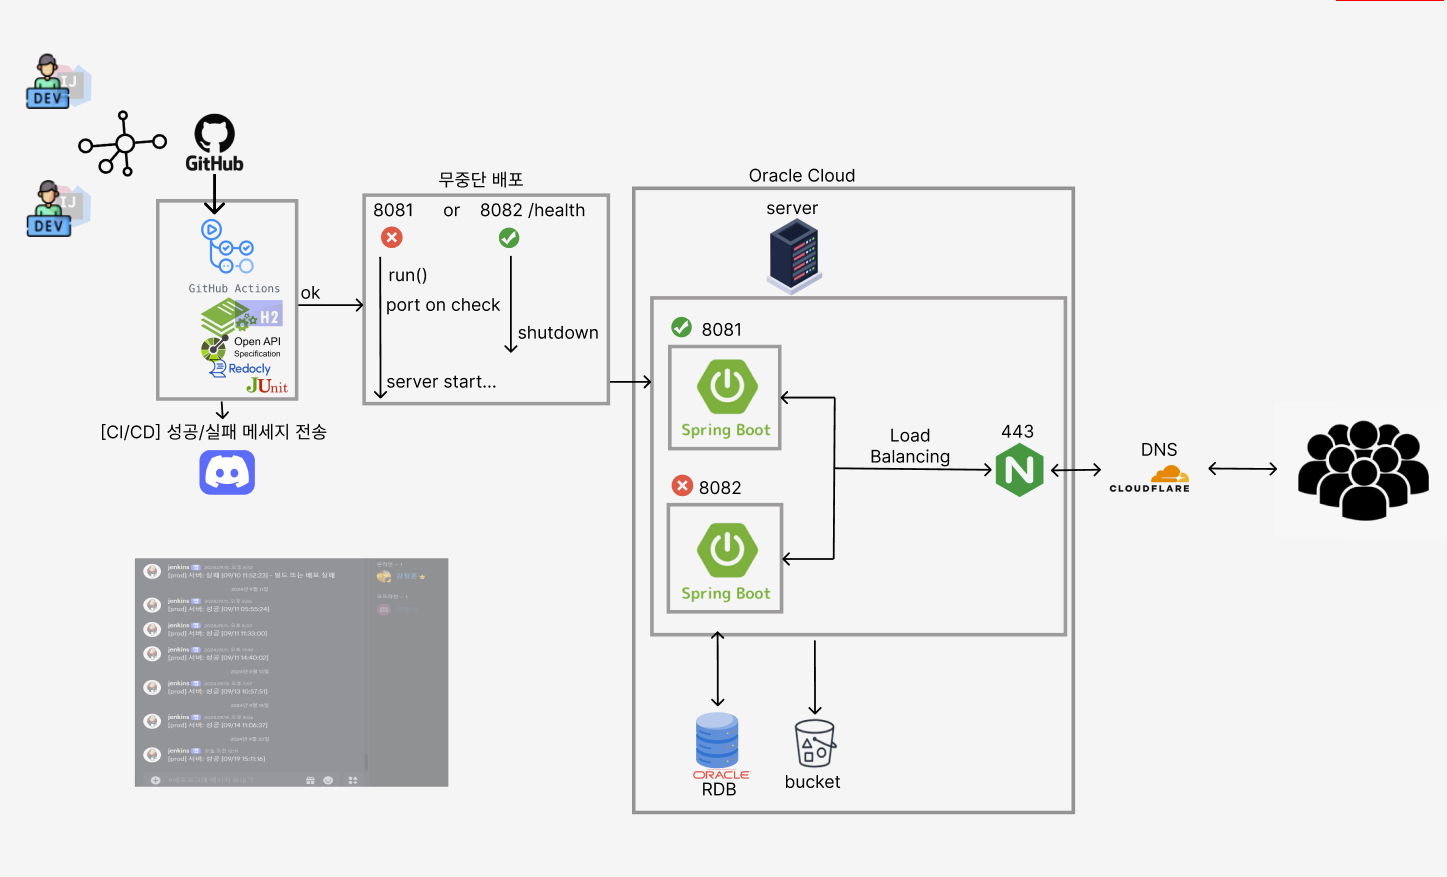 IJ
DEV
GitHub
IJ
DEV
GitHub Actions
H2
Open API
Specification
Redocly
JUnit
ok
[CI/CD] 성공/실패 메세지 전송
무중단 배포
8081 or 8082 /health
run()
port on check
shutdown
server start...
Oracle Cloud
server
8081
Spring Boot
8082
Spring Boot
Load
Balancing
443
N
DNS
CLOUDFLARE
ORACLE
RDB
bucket
jenkins
[prod] 서버: 실패 [09/10 11:52:23] - 빌드 또는 배포 실패
jenkins
[prod] 서버: 성공 [09/11 05:55:24]
jenkins
[prod] 서버: 성공 [09/11 11:33:00]
jenkins
[prod] 서버: 성공 [09/11 14:40:02]
jenkins
[prod] 서버: 성공 [09/13 10:57:51]
jenkins
[prod] 서버: 성공 [09/14 11:06:37]
jenkins
[prod] 서버: 성공 [09/19 15:11:16]